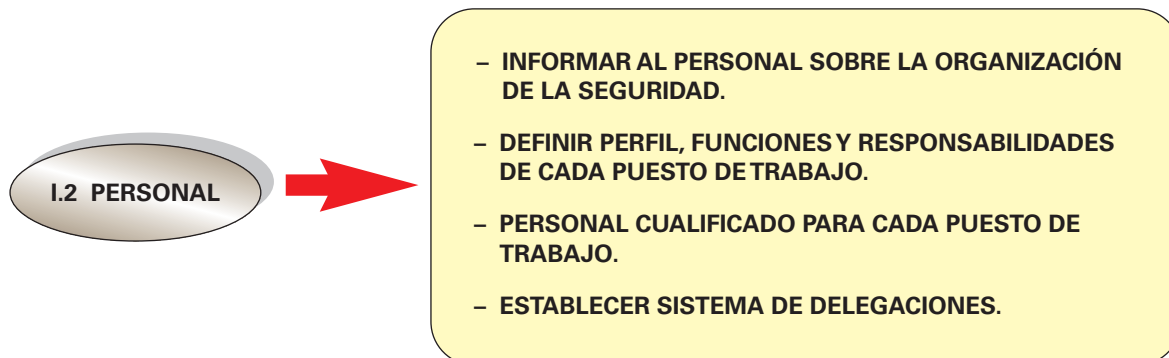 I.2 PERSONAL
– INFORMAR AL PERSONAL SOBRE LA ORGANIZACIÓN
DE LA SEGURIDAD.
– DEFINIR PERFIL, FUNCIONES Y RESPONSABILIDADES
DE CADA PUESTO DE TRABAJO.
– PERSONAL CUALIFICADO PARA CADA PUESTO DE
TRABAJO.
– ESTABLECER SISTEMA DE DELEGACIONES.